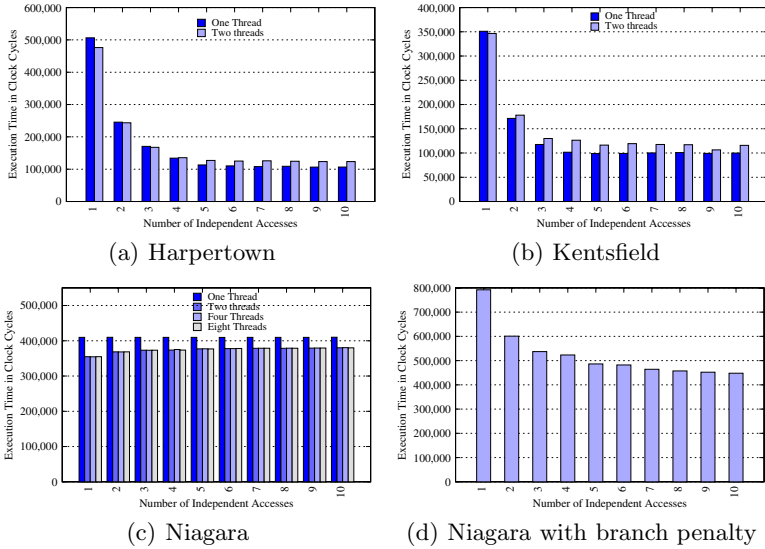 600,000
500,000
400,000
300,000
200,000
100,000
0
Execution Time in Clock Cycles
One Thread
Two threads
1 2 3 4 5 6 7 8 9 10
Number of Independent Accesses
(a) Harpertown
400,000
350,000
300,000
250,000
200,000
150,000
100,000
50,000
0
Execution Time in Clock Cycles
One Thread
Two threads
1 2 3 4 5 6 7 8 9 10
Number of Independent Accesses
(b) Kentsfield
500,000
400,000
300,000
200,000
100,000
0
Execution Time in Clock Cycles
One Thread
Two threads
Four Threads
Eight Threads
1 2 3 4 5 6 7 8 9 10
Number of Independent Accesses
(c) Niagara
800,000
700,000
600,000
500,000
400,000
300,000
200,000
100,000
0
Execution Time in Clock Cycles
1 2 3 4 5 6 7 8 9 10
Number of Independent Accesses
(d) Niagara with branch penalty